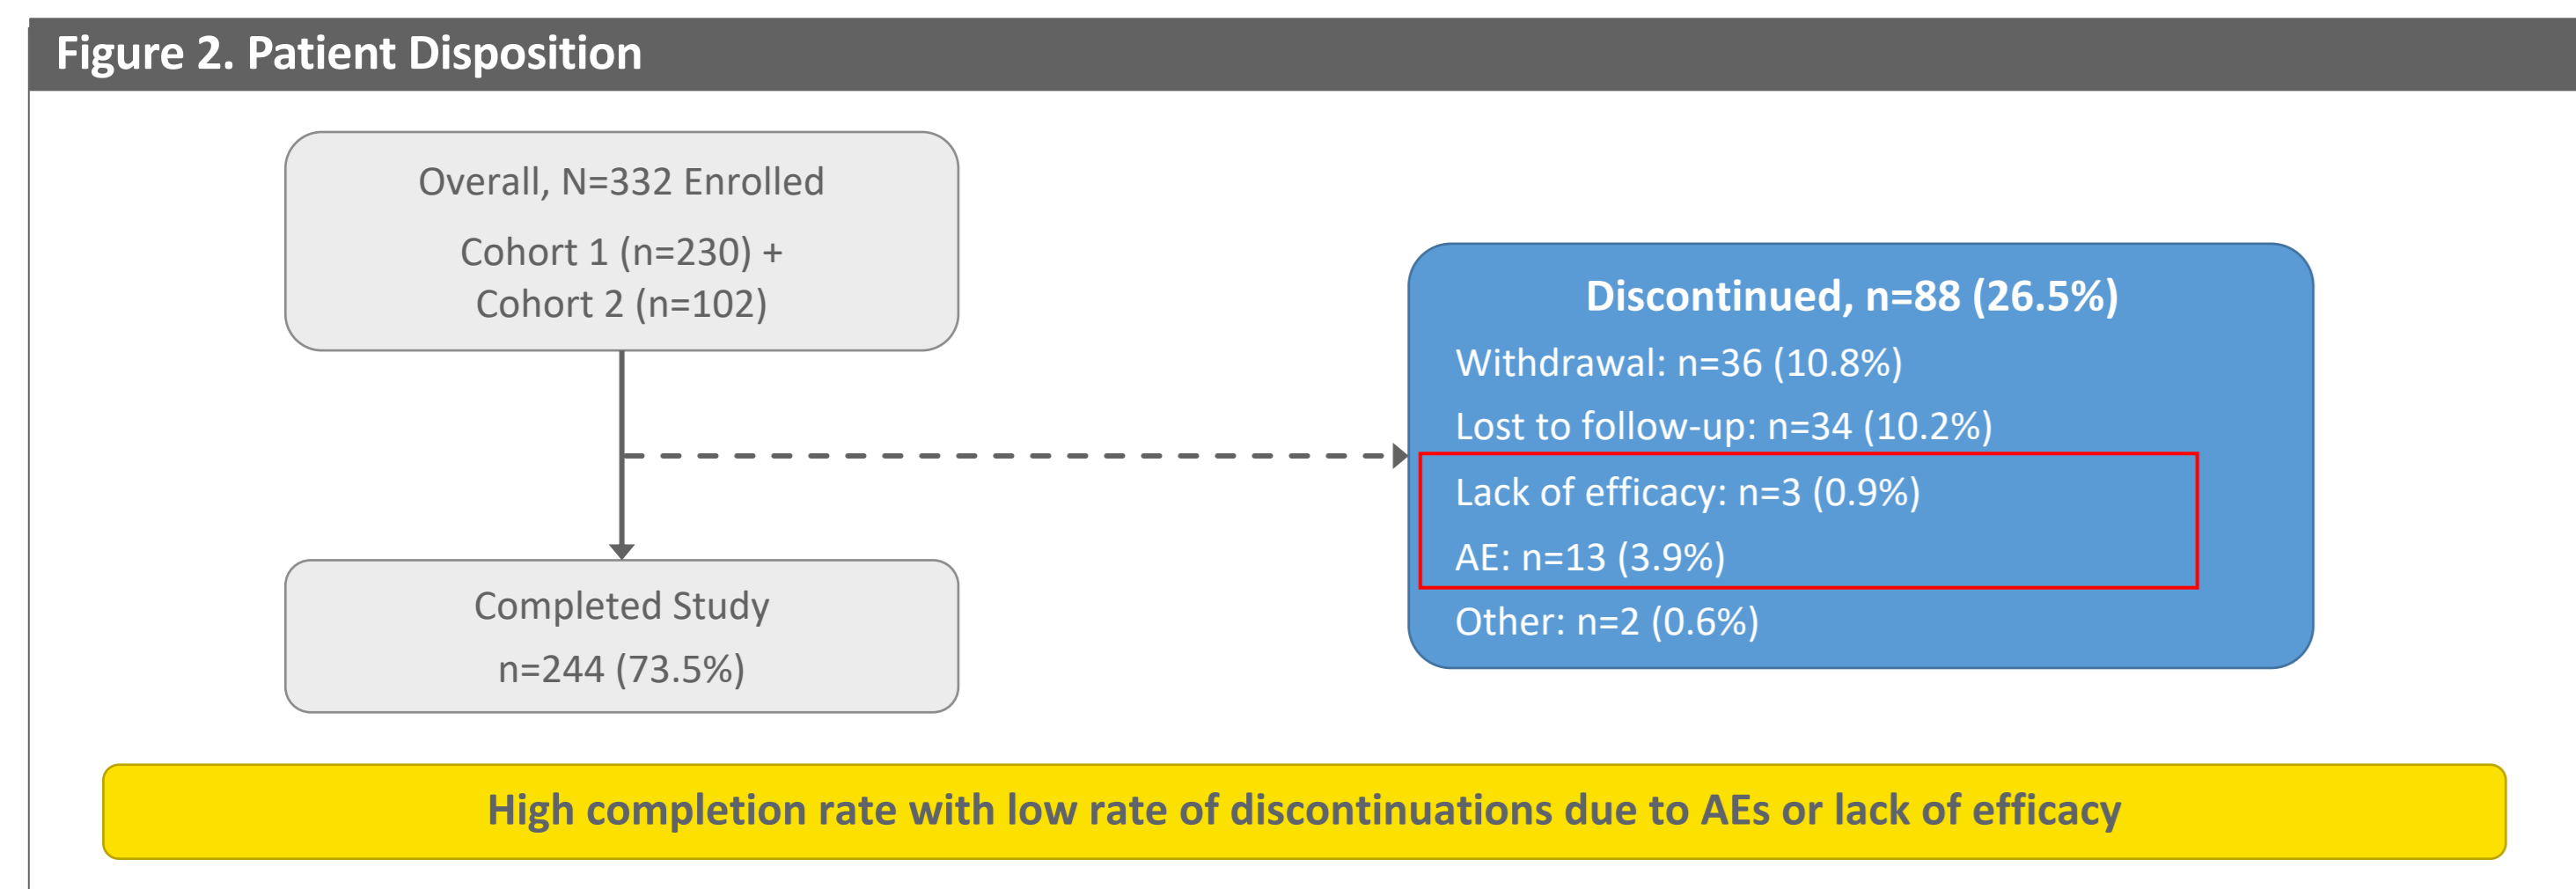 Figure 2. Patient Disposition
Overall, N=332 Enrolled
Cohort 1 (n=230) +
Cohort 2 (n=102)
Discontinued, n=88 (26.5%)
Withdrawal: n=36 (10.8%)
Lost to follow-up: n=34 (10.2%)
Lack of efficacy: n=3 (0.9%)
AE: n=13 (3.9%)
Other: n=2 (0.6%)
Completed Study
n=244 (73.5%)
High completion rate with low rate of discontinuations due to AEs or lack of efficacy